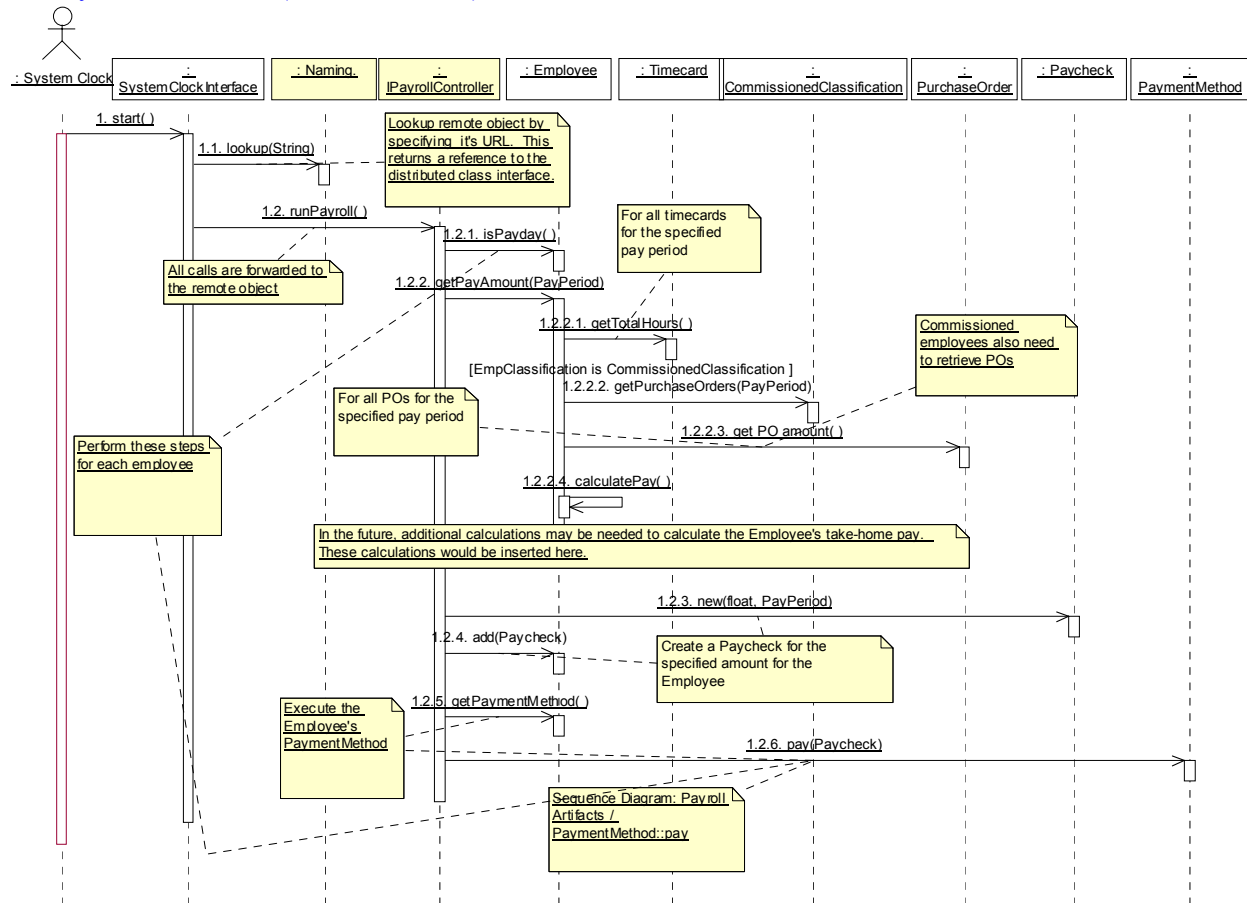 : System Clock
:
SystemClockInterface
: Naming.
:
IPayrollController
: Employee
: Timecard
:
CommissionedClassification
:
PurchaseOrder
: Paycheck
:
PaymentMethod
1. start( )
Lookup remote object by
specifying it's URL. This
returns a reference to the
distributed class interface.
1.1. lookup(String)
1.2. runPayroll( )
For all timecards
for the specified
pay period
1.2.1. isPayday( )
All calls are forwarded to
the remote object
1.2.2. getPayAmount(PayPeriod)
1.2.2.1. getTotalHours( )
Commissioned
employees also need
to retrieve POs
[EmpClassification is CommissionedClassification ]
1.2.2.2. getPurchaseOrders(PayPeriod)
For all POs for the
specified pay period
1.2.2.3. get PO amount( )
Perform these steps
for each employee
1.2.2.4. calculatePay( )
In the future, additional calculations may be needed to calculate the Employee's take-home pay.
These calculations would be inserted here.
1.2.3. new(float, PayPeriod)
1.2.4. add(Paycheck)
Create a Paycheck for the
specified amount for the
Employee
1.2.5. getPaymentMethod( )
Execute the
Employee's
PaymentMethod
1.2.6. pay(Paycheck)
Sequence Diagram: Payroll
Artifacts /
PaymentMethod::pay